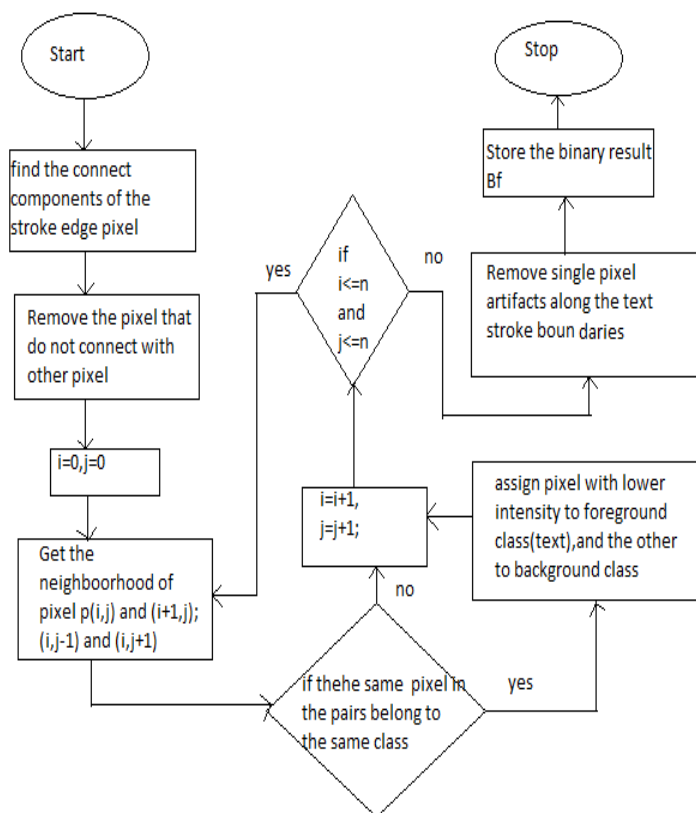 Start
find the connect
components of the
stroke edge pixel
Remove the pixel that
do not connect with
other pixel
i=0,j=0
Get the
neighboorhood of
pixel p(i,j) and (i+1,j);
(i,j-1) and (i,j+1)
if thehe same pixel in
the pairs belong to
the same class
yes
assign pixel with lower
intensity to foreground
class(text),and the other
to background class
no
i=i+1,
j=j+1;
if
i<=n
and
j<=n
yes
no
Remove single pixel
artifacts along the text
stroke boun daries
Store the binary result
Bf
Stop